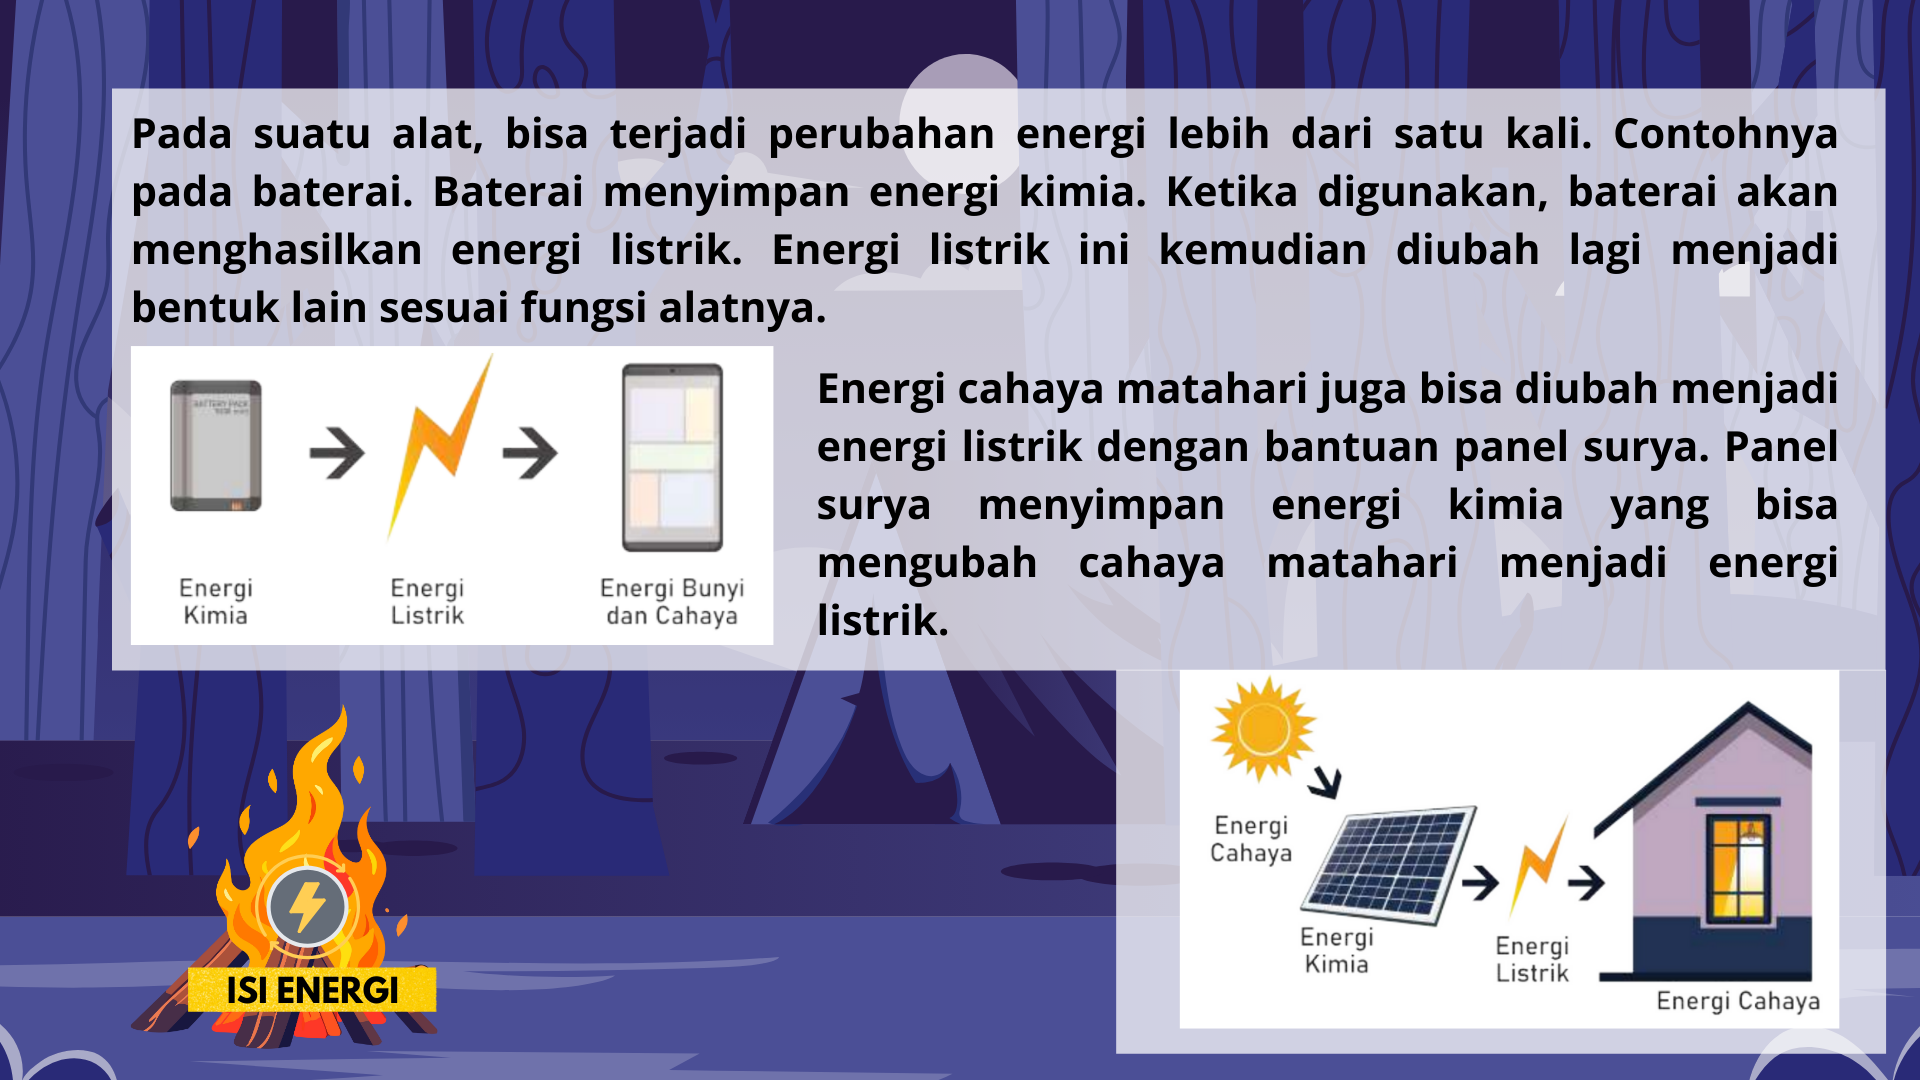 Pada suatu alat, bisa terjadi perubahan energi lebih dari satu kali. Contohnya
pada baterai. Baterai menyimpan energi kimia. Ketika digunakan, baterai akan
menghasilkan energi listrik. Energi listrik ini kemudian diubah lagi menjadi
bentuk lain sesuai fungsi alatnya.
BATTERY PACK
Energi
Kimia
Energi
Listrik
Energi Bunyi
dan Cahaya
Energi cahaya matahari juga bisa diubah menjadi
energi listrik dengan bantuan panel surya. Panel
surya menyimpan energi kimia yang bisa
mengubah cahaya matahari menjadi energi
listrik.
Energi
Cahaya
Energi
Kimia
Energi
Listrik
Energi Cahaya
ISI ENERGI